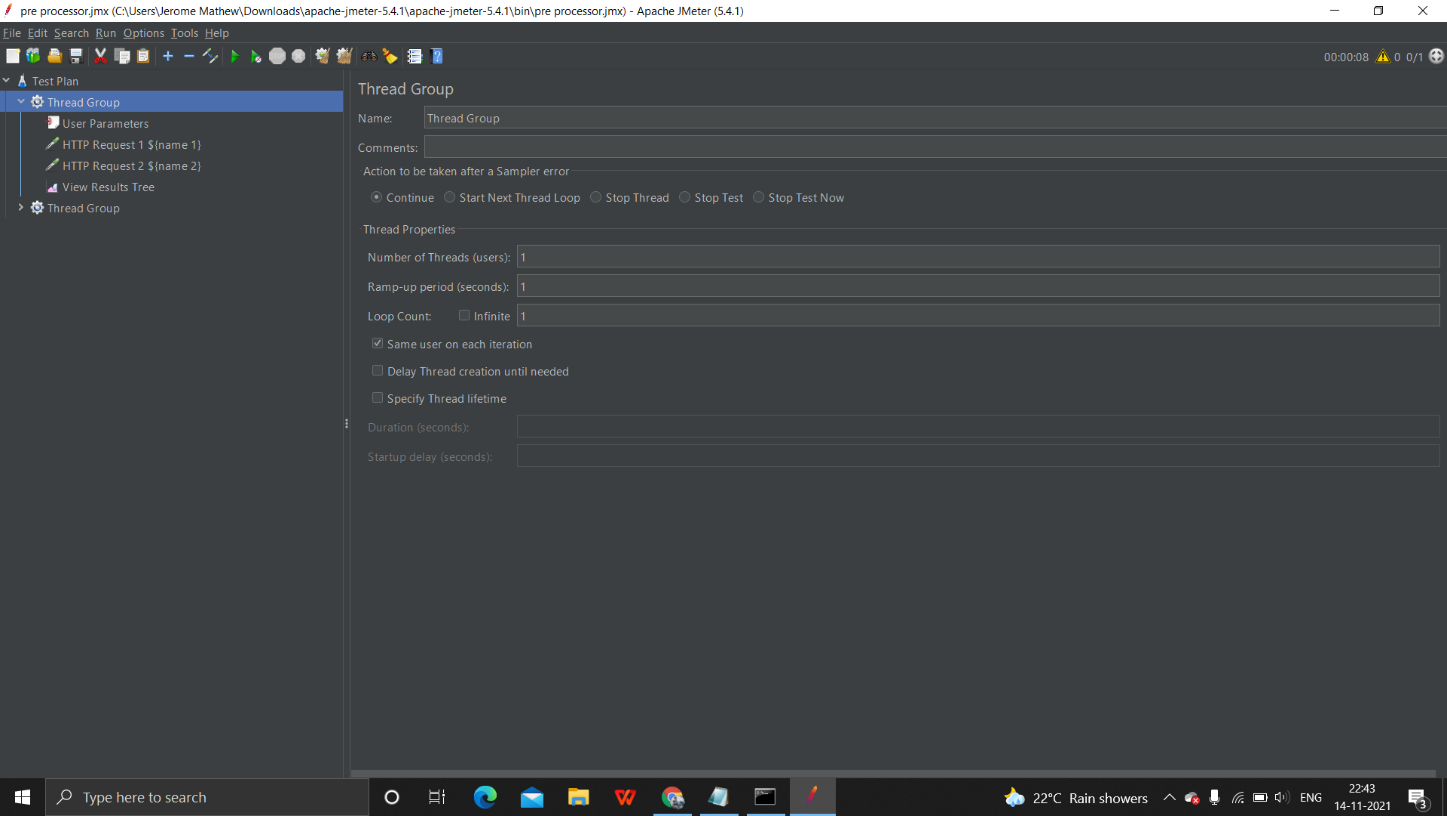 pre processor.jmx (C:\Users\Jerome Mathew\Downloads\apache-jmeter-5.4.1\apache-jmeter-5.4.1\bin\pre processor.jmx) - Apache JMeter (5.4.1)
File Edit Search Run Options Tools Help
00:00:08 0 0/1
Test Plan
Thread Group
User Parameters
HTTP Request 1 ${name 1}
HTTP Request 2 ${name 2}
View Results Tree
Thread Group
Thread Group
Name: Thread Group
Comments:
Action to be taken after a Sampler error
Continue Start Next Thread Loop Stop Thread Stop Test Stop Test Now
Thread Properties
Number of Threads (users): 1
Ramp-up period (seconds): 1
Loop Count: Infinite 1
Same user on each iteration
Delay Thread creation until needed
Specify Thread lifetime
Duration (seconds):
Startup delay (seconds):
Type here to search
22°C Rain showers
ENG
22:43
14-11-2021
3